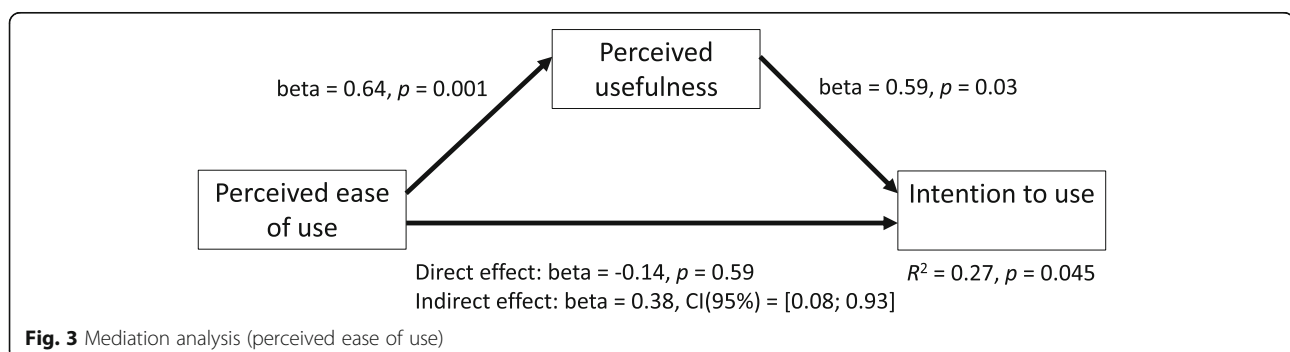 Perceived
usefulness
beta = 0.64, p = 0.001
beta = 0.59, p = 0.03
Perceived ease
of use
Intention to use
Direct effect: beta = -0.14, p = 0.59
Indirect effect: beta = 0.38, CI(95%) = [0.08; 0.93]
R² = 0.27, p = 0.045
Fig. 3 Mediation analysis (perceived ease of use)